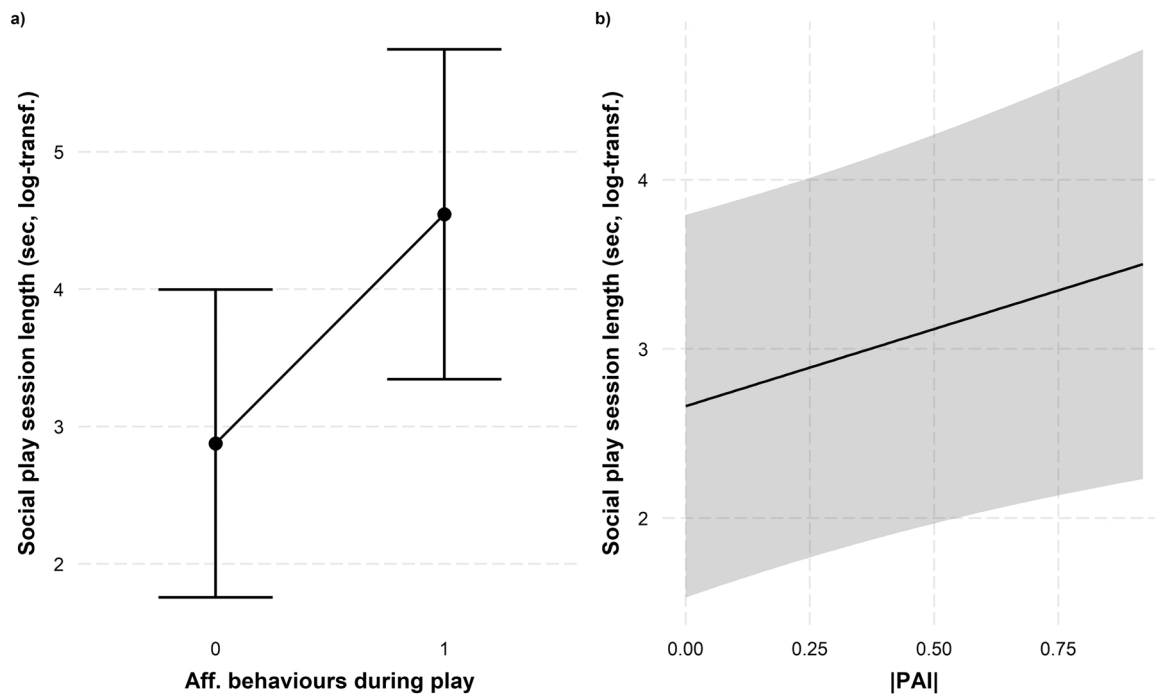 a)
Social play session length (sec, log-transf.)
5
4
3
2
0 1
Aff. behaviours during play
b)
Social play session length (sec, log-transf.)
4
3
2
0.00 0.25 0.50 0.75
|PAI|